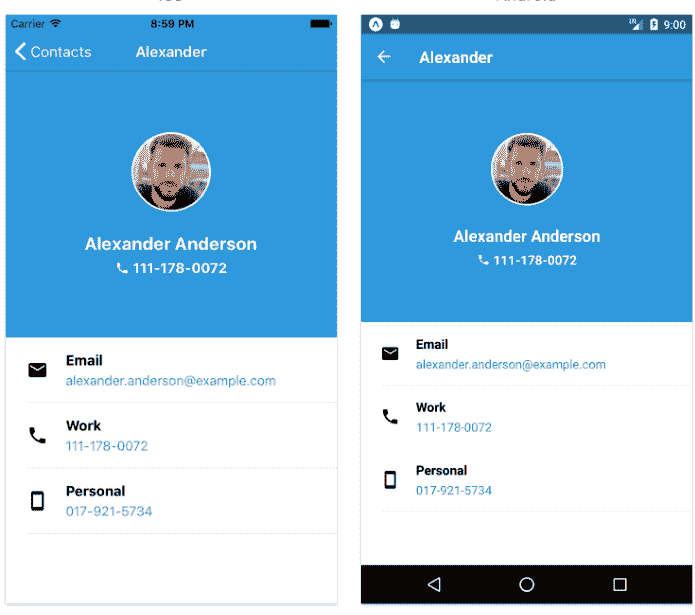 Carrier 8:59 PM
Contacts Alexander
Alexander Anderson
111-178-0072
Email
alexander.anderson@example.com
Work
111-178-0072
Personal
017-921-5734
9:00
Alexander
Alexander Anderson
111-178-0072
Email
alexander.anderson@example.com
Work
111-178-0072
Personal
017-921-5734